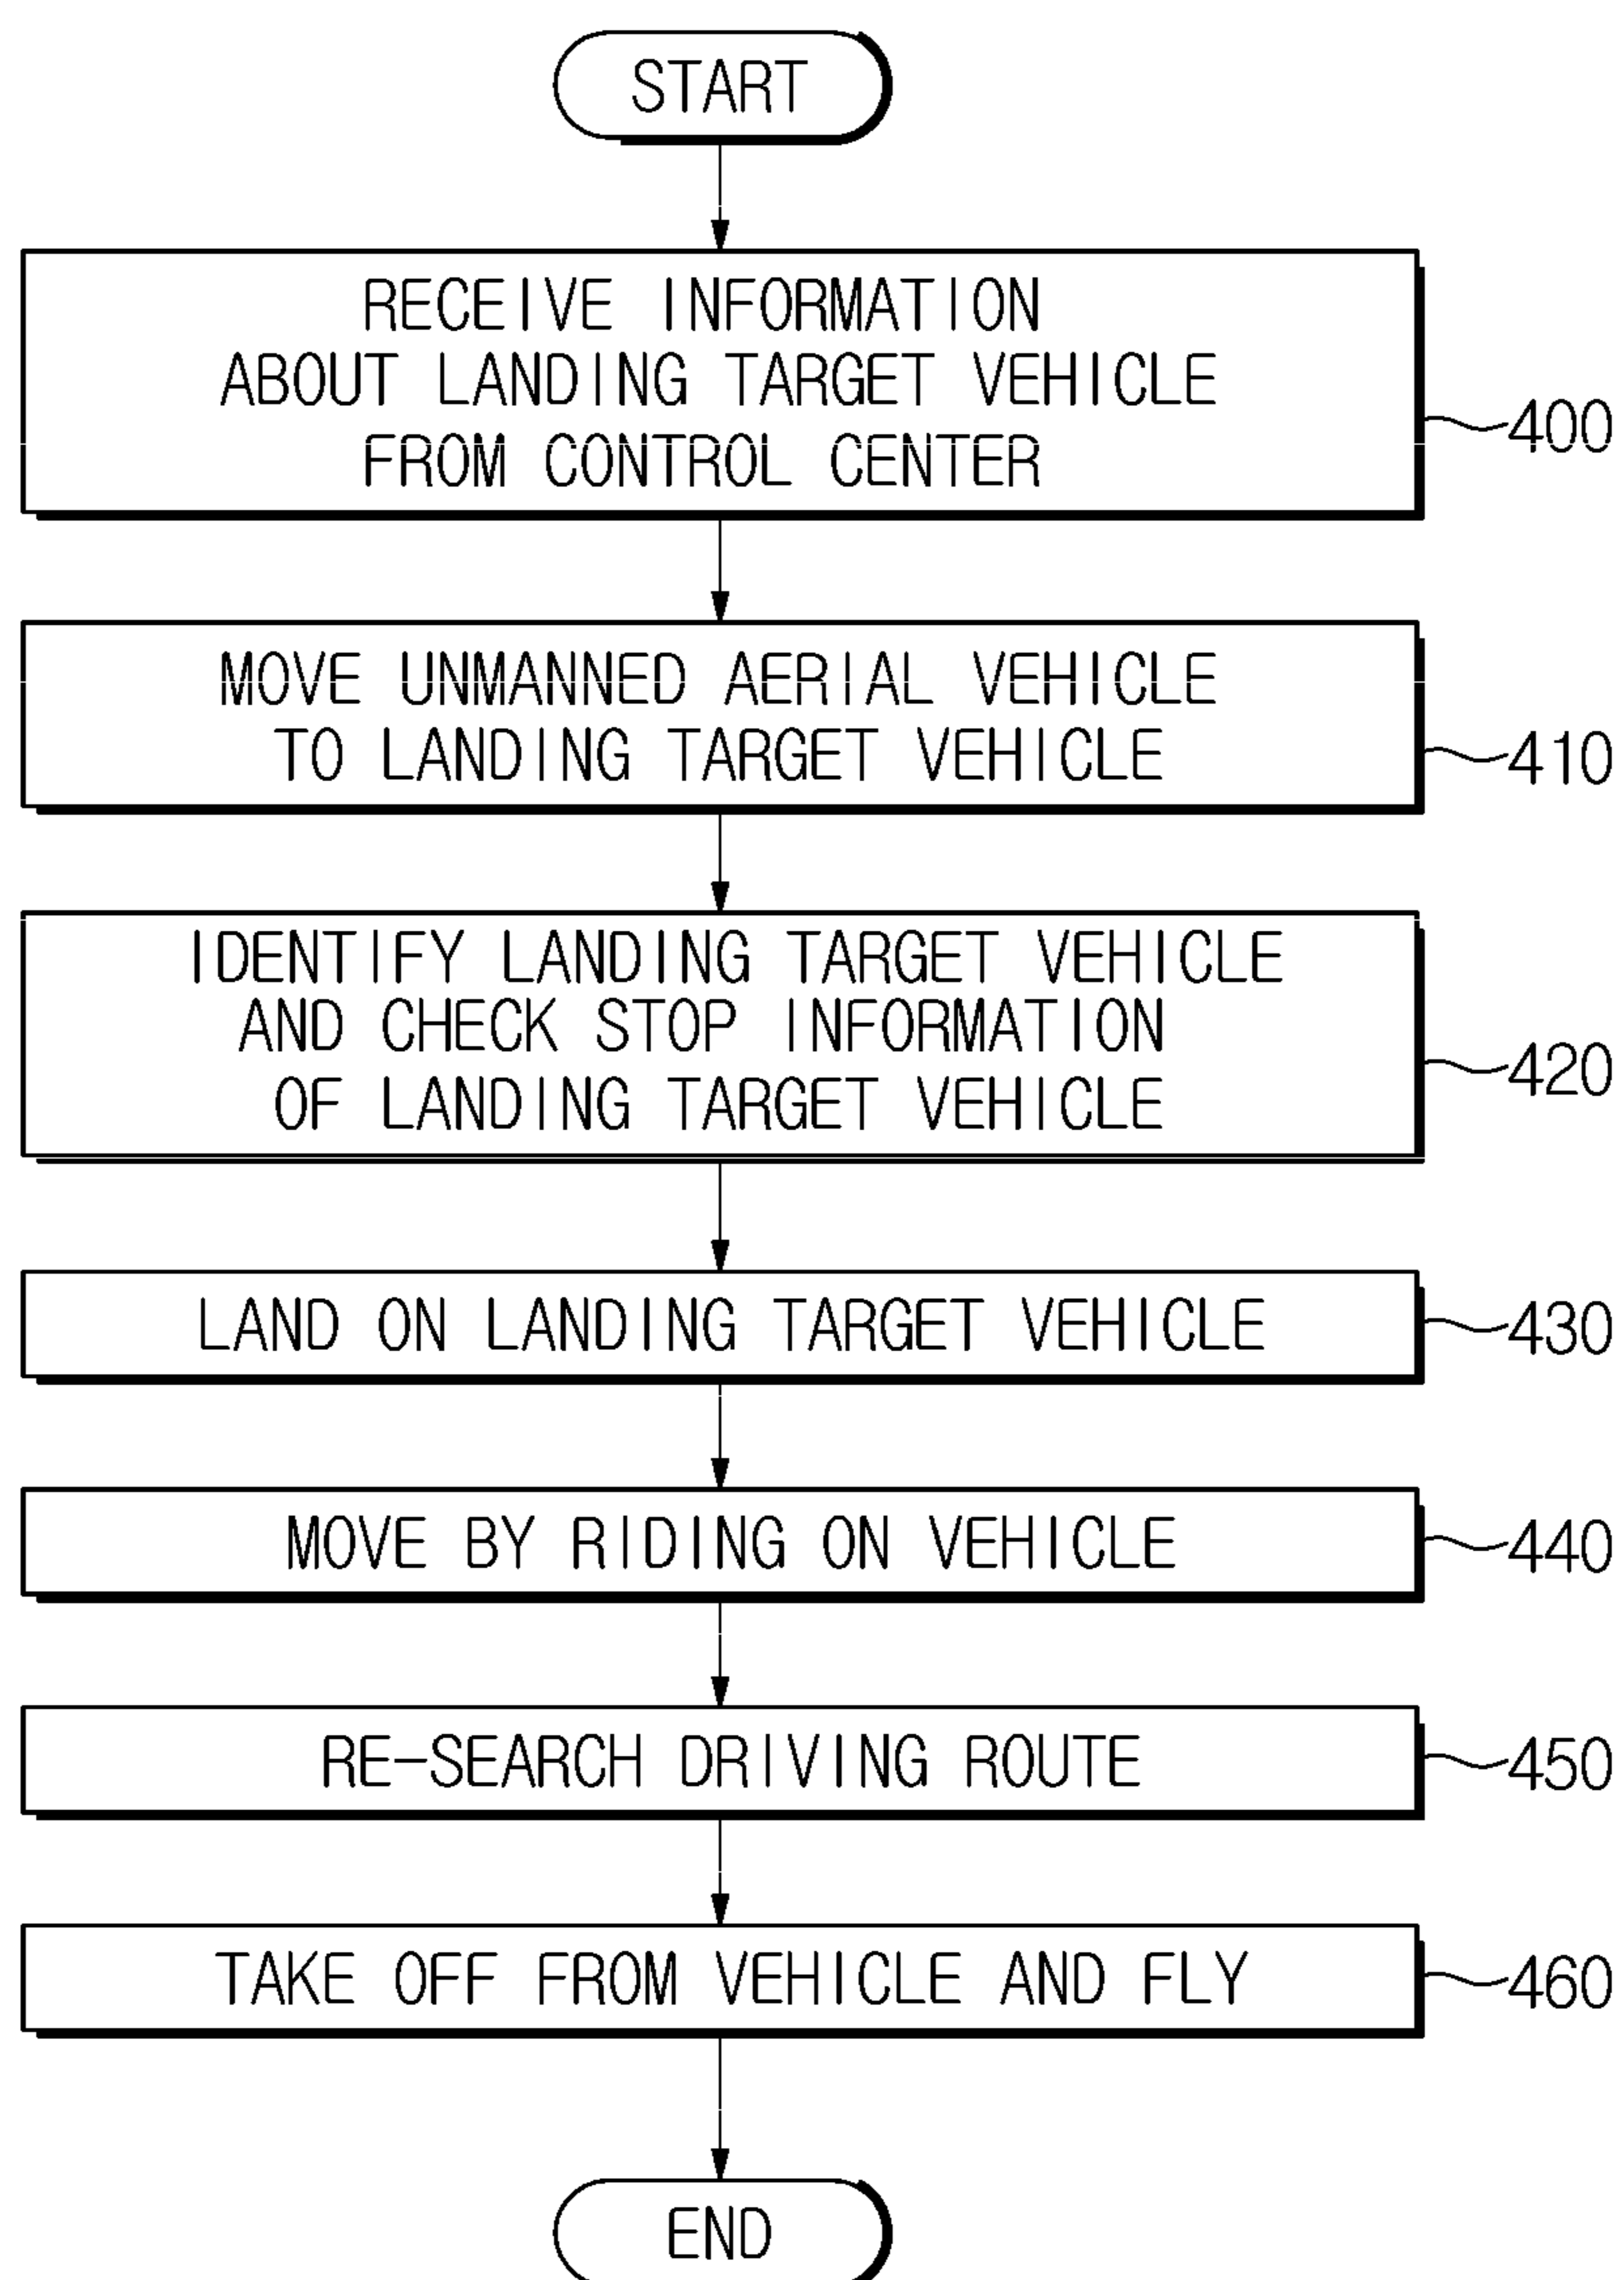 START
RECEIVE INFORMATION
ABOUT LANDING TARGET VEHICLE
FROM CONTROL CENTER
400
MOVE UNMANNED AERIAL VEHICLE
TO LANDING TARGET VEHICLE
410
IDENTIFY LANDING TARGET VEHICLE
AND CHECK STOP INFORMATION
OF LANDING TARGET VEHICLE
420
LAND ON LANDING TARGET VEHICLE
430
MOVE BY RIDING ON VEHICLE
440
RE-SEARCH DRIVING ROUTE
450
TAKE OFF FROM VEHICLE AND FLY
460
END